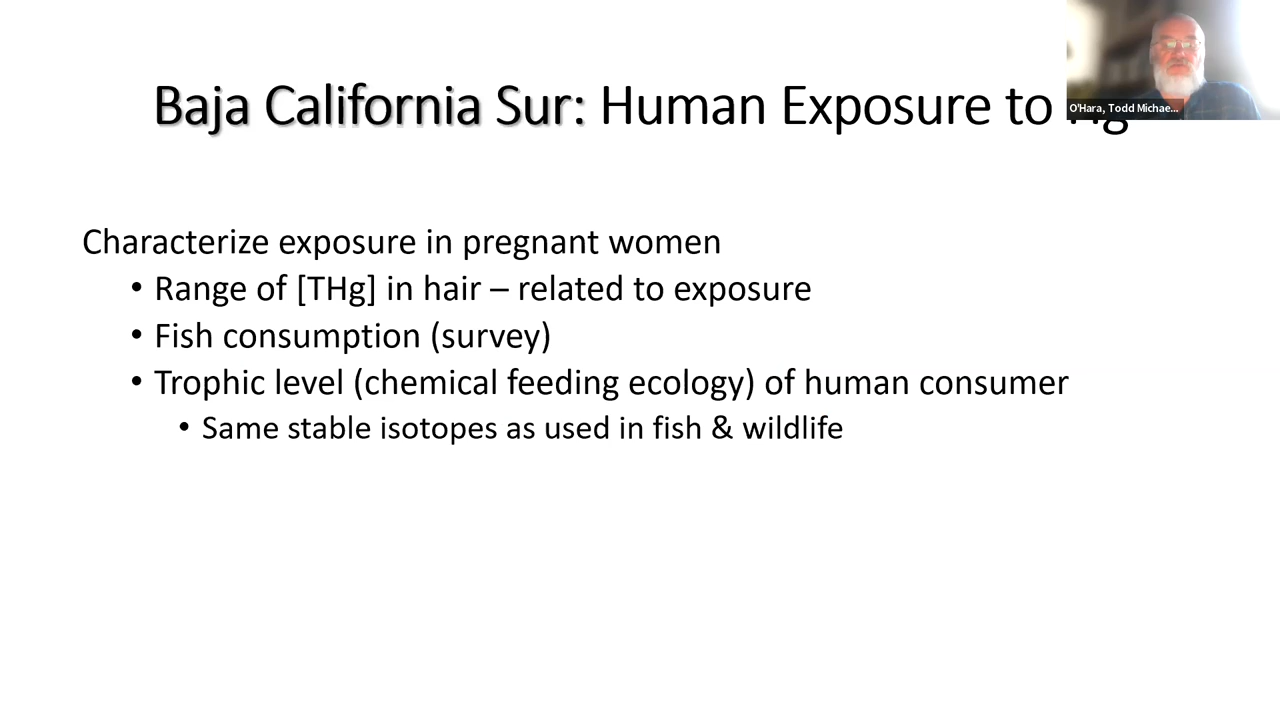 Baja California Sur: Human Exposure to
O'Hara, Todd Michae...
Characterize exposure in pregnant women
• Range of [THg] in hair – related to exposure
• Fish consumption (survey)
• Trophic level (chemical feeding ecology) of human consumer
• Same stable isotopes as used in fish & wildlife